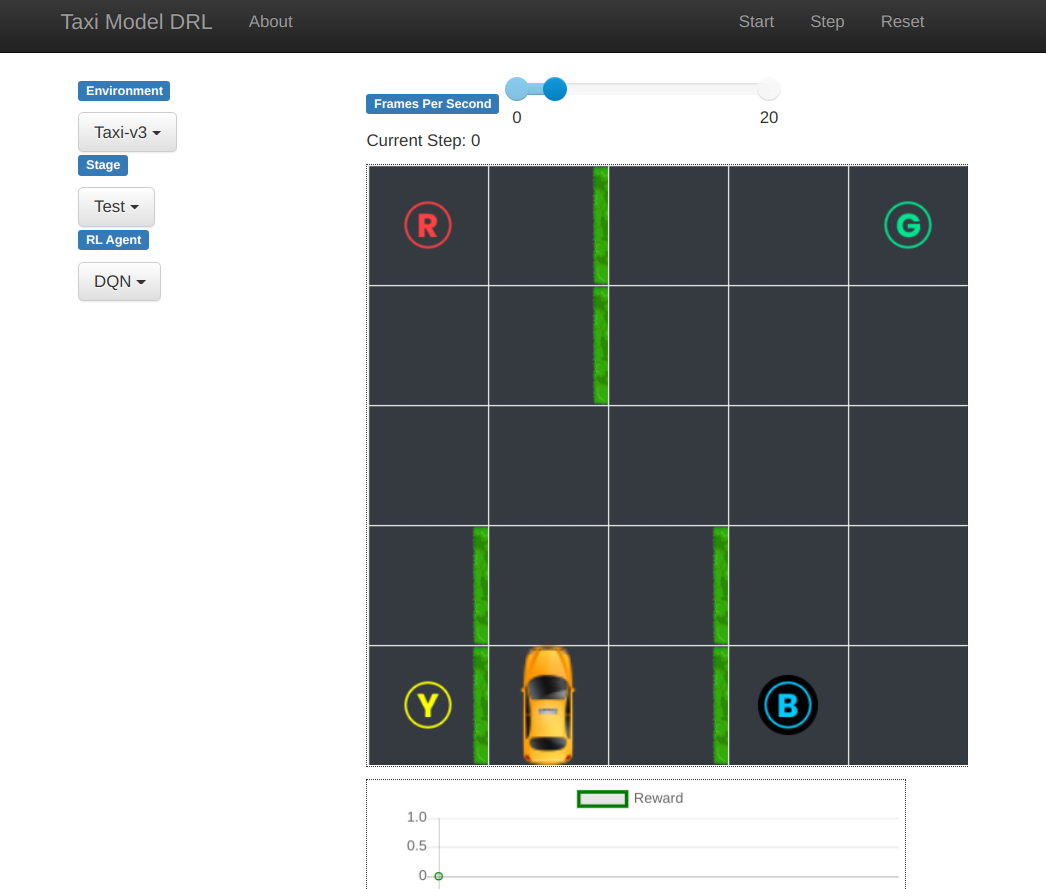 Taxi Model DRL About Start Step Reset
Environment
Taxi-v3
Stage
Test
RL Agent
DQN
Frames Per Second
0 20
Current Step: 0
R G
Y B
Reward
1.0
0.5
0